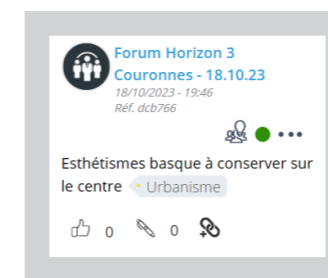 Forum Horizon 3
Couronnes - 18.10.23
18/10/2023 - 19:46
Réf. dcb766
Esthétismes basque à conserver sur
le centre Urbanisme
0 0